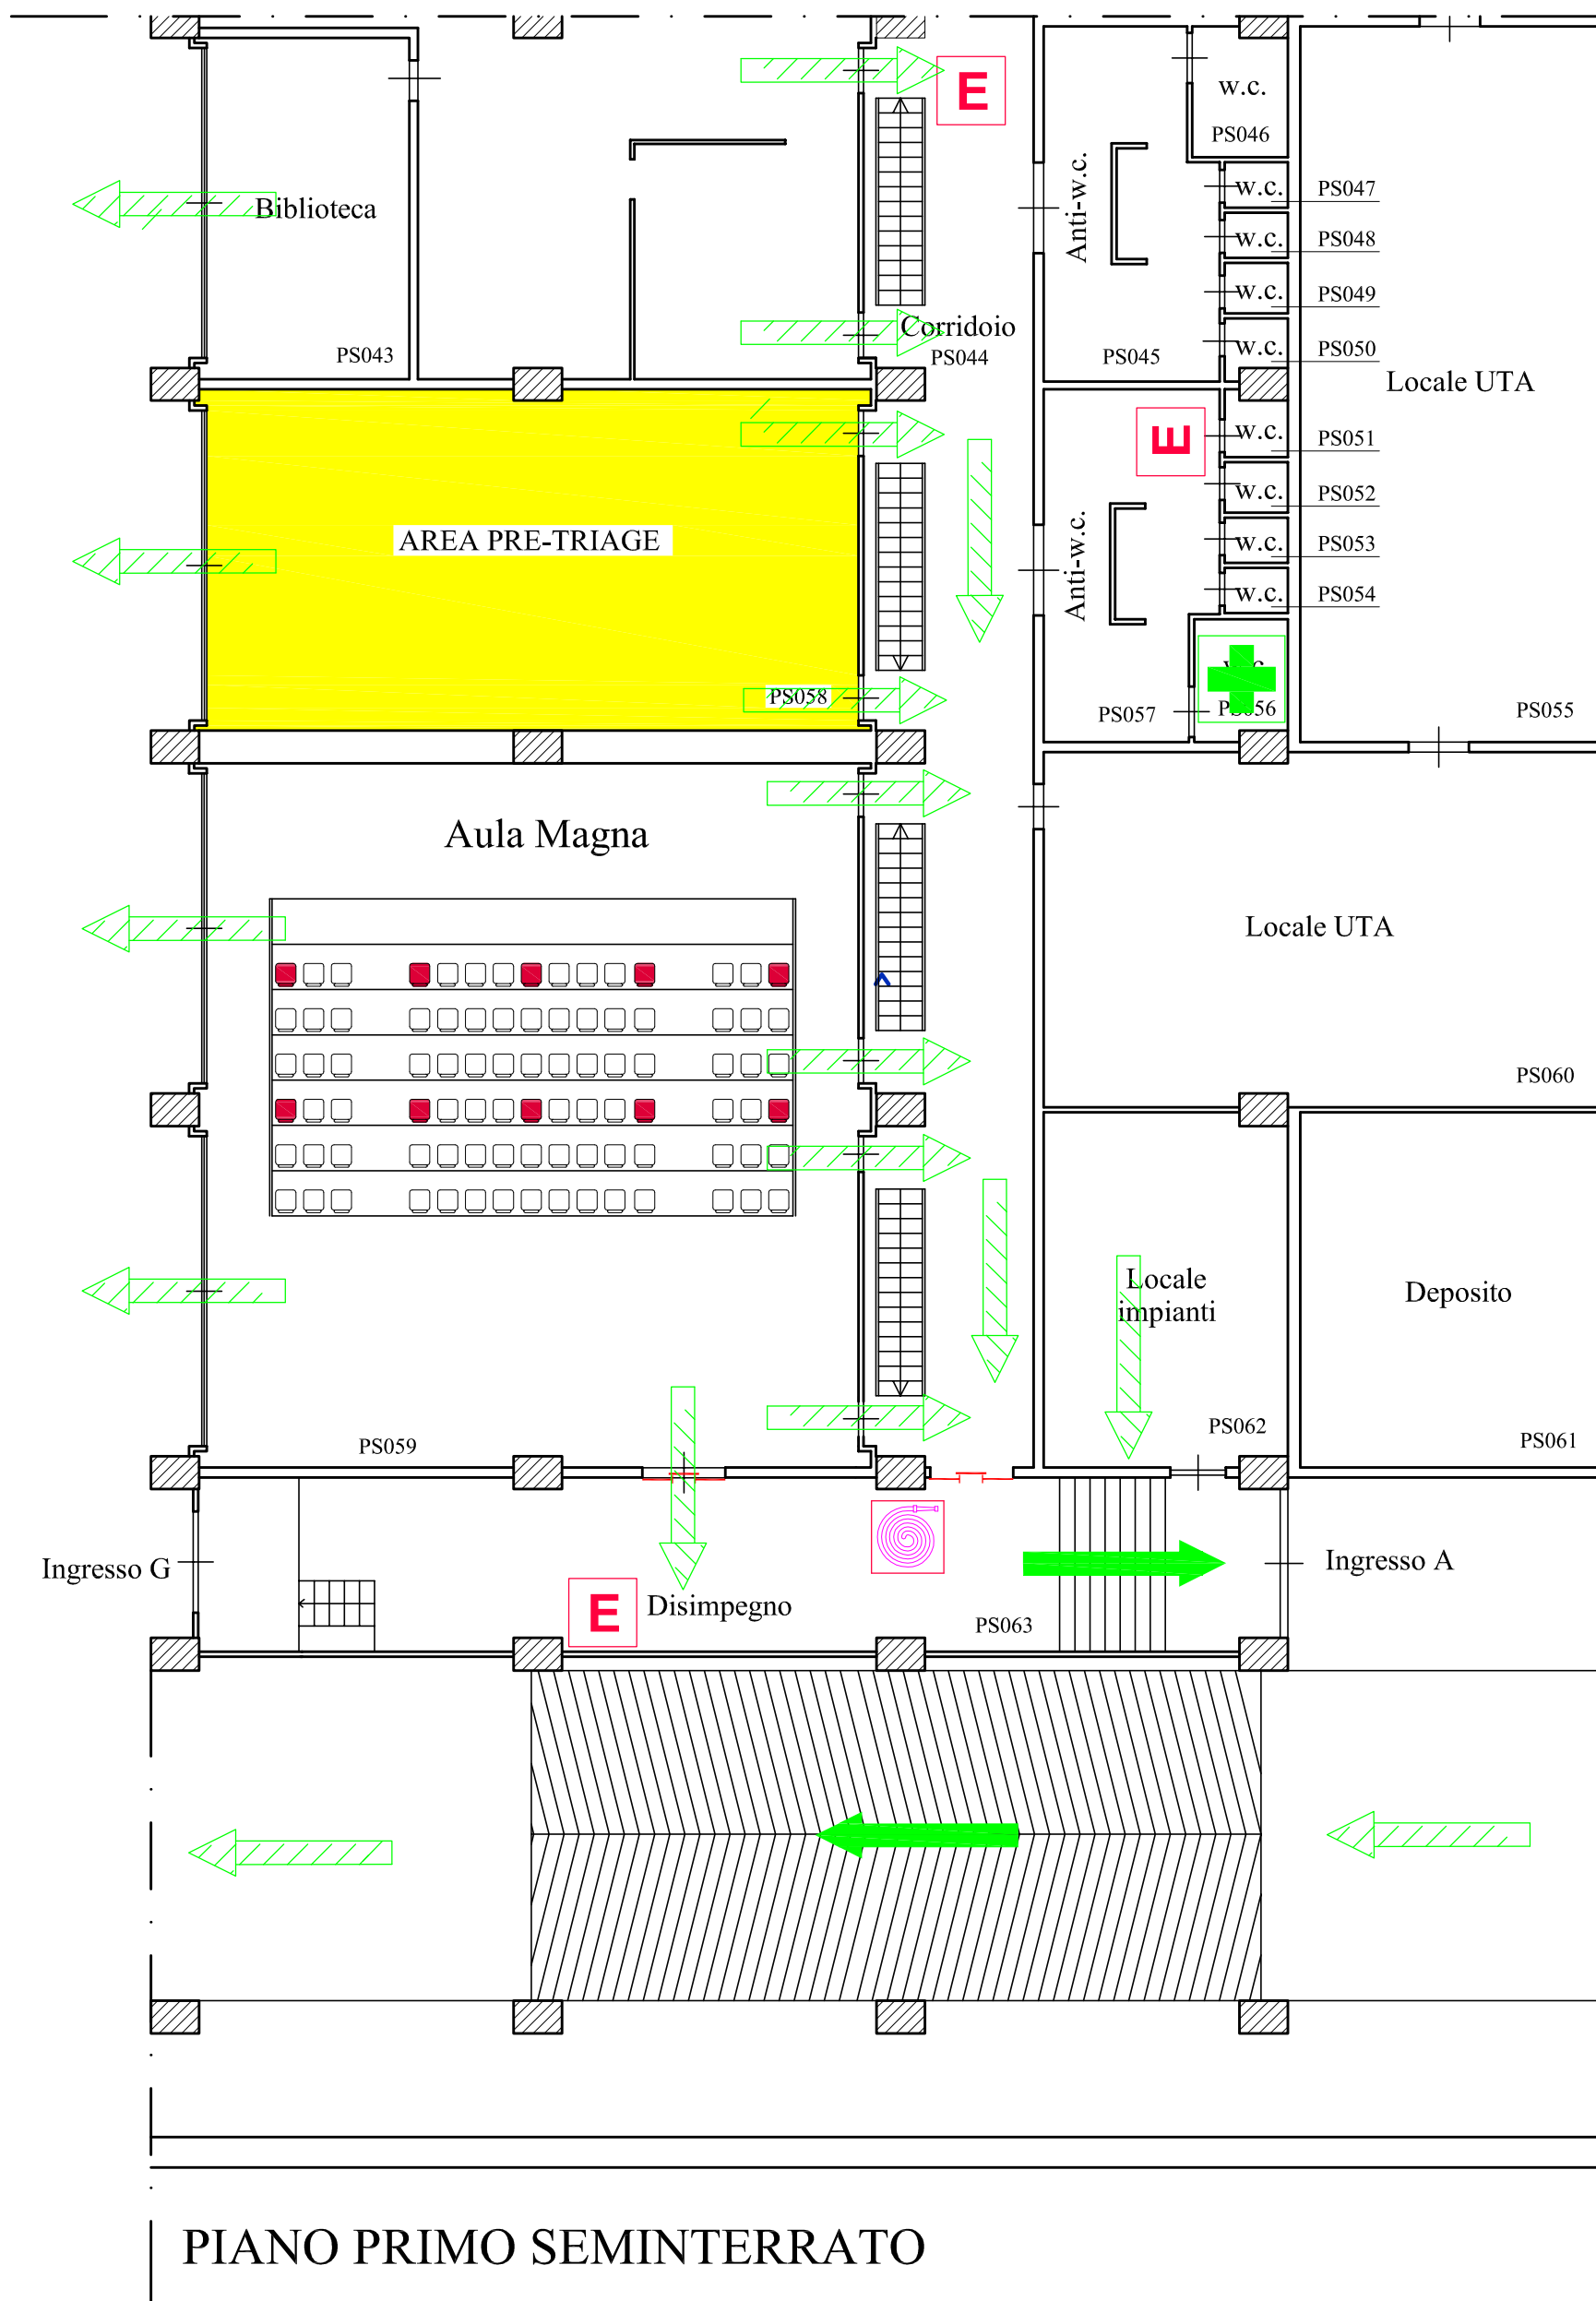 E
w.c.
PS046
Anti-w.c.
w.c. PS047
w.c. PS048
w.c. PS049
w.c. PS050
Biblioteca
PS043
Corridoio
PS044
PS045
Locale UTA
E
w.c. PS051
w.c. PS052
w.c. PS053
w.c. PS054
AREA PRE-TRIAGE
Anti-w.c.
w.c.
PS056
PS058
PS057
PS055
Aula Magna
Locale UTA
PS060
Locale
impianti
Deposito
PS059
PS062
PS061
Ingresso G
Ingresso A
E
Disimpegno
PS063
PIANO PRIMO SEMINTERRATO